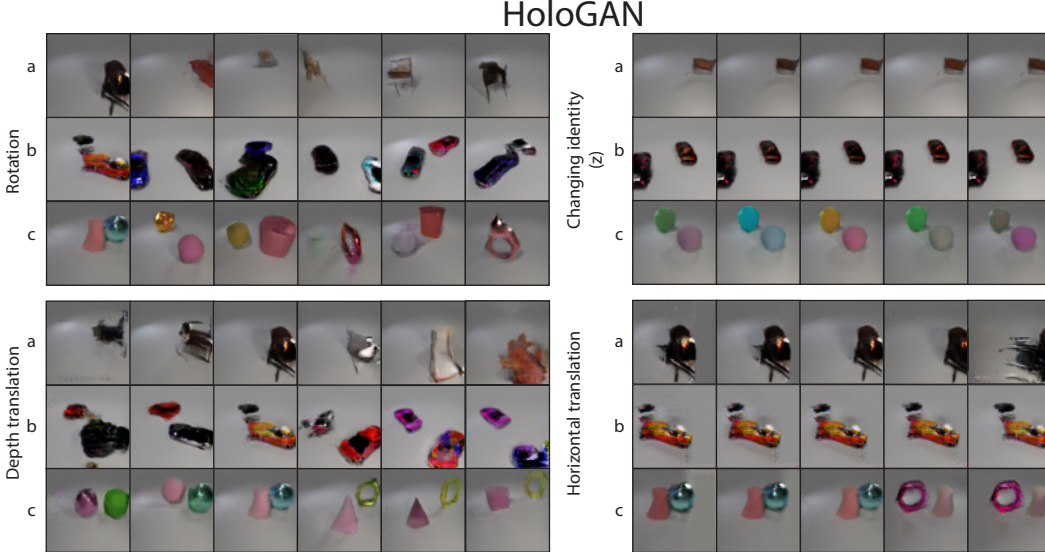 HoloGAN
Rotation
a
b
c
Changing identity
(z)
a
b
c
Depth translation
a
b
c
Horizontal translation
a
b
c